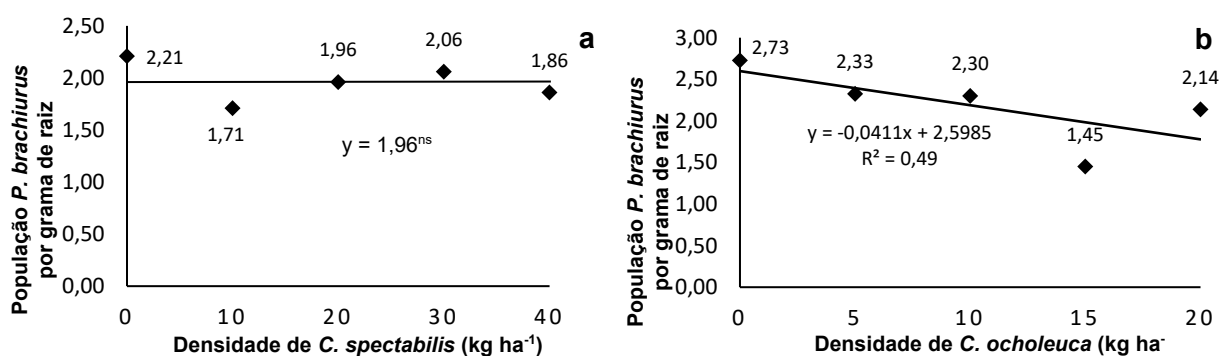 a
População P. brachiurus
por grama de raiz
2,50
2,00
1,50
1,00
0,50
0,00
2,21
1,71
1,96
2,06
1,86
y = 1,96ns
0 10 20 30 40
Densidade de C. spectabilis (kg ha-1)
b
População P. brachiurus
por grama de raiz
3,00
2,50
2,00
1,50
1,00
0,50
0,00
2,73
2,33
2,30
1,45
2,14
y = -0,0411x + 2,5985
R² = 0,49
0 5 10 15 20
Densidade de C. ocholeuca (kg ha-